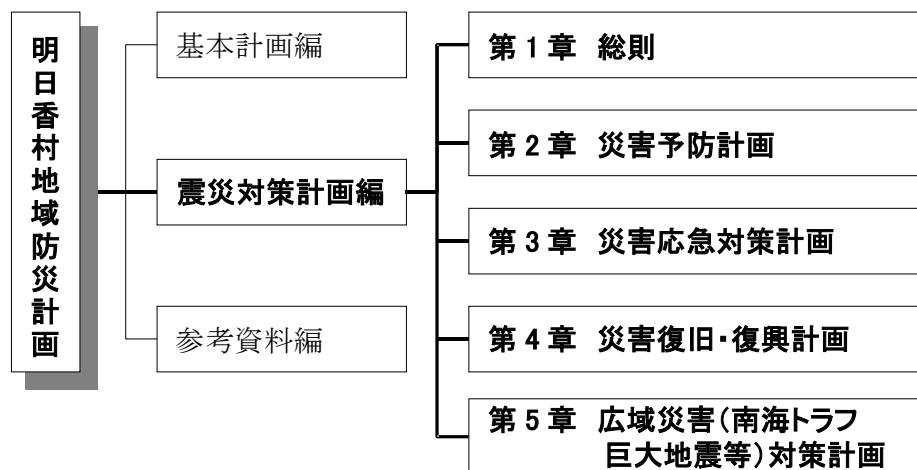 明日香村地域防災計画
基本計画編
震災対策計画編
参考資料編
第１章 総則
第２章 災害予防計画
第３章 災害応急対策計画
第４章 災害復旧・復興計画
第５章 広域災害（南海トラフ
巨大地震等）対策計画